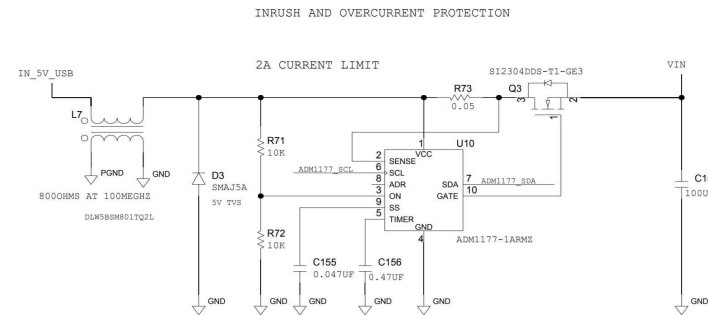 INRUSH AND OVERCURRENT PROTECTION
2A CURRENT LIMIT
IN_5V_USB
L7
PGND
GND
800OHMS AT 100MEGHZ
DLW5BSM801TQ2L
D3
SMAJ5A
5V TVS
GND
R71
10K
R72
10K
GND
C155
0.047UF
GND
C156
0.47UF
GND
R73
0.05
SI2304DDS-T1-GE3
Q3
3
2
1
VIN
U10
1
VCC
2
SENSE
6
SCL
ADM1177_SCL
8
ADR
3
ON
9
SS
5
TIMER
SDA
7
ADM1177_SDA
GATE
10
GND
4
ADM1177-1ARMZ
GND
100U
GND